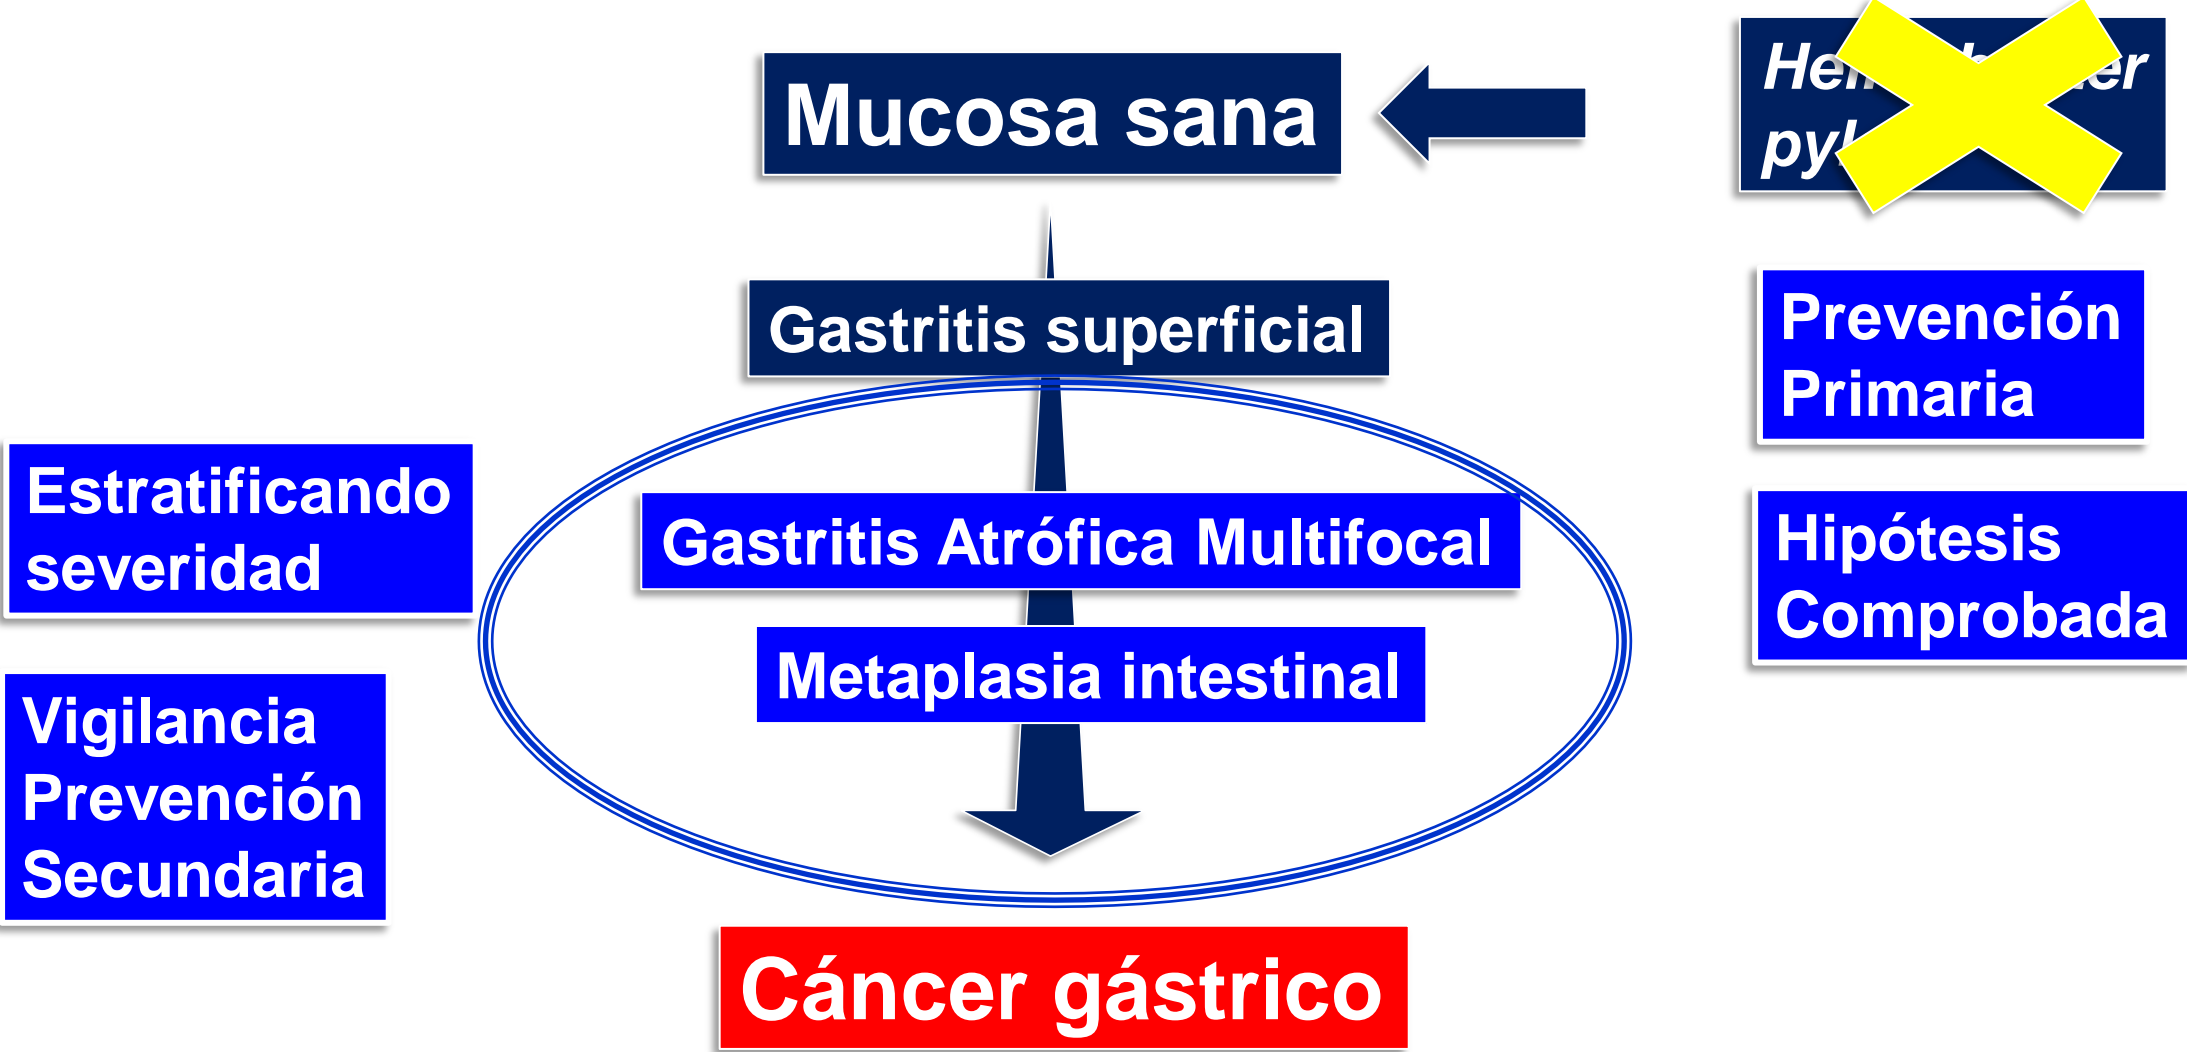 Mucosa sana
Gastritis superficial
Gastritis Atrófica Multifocal
Metaplasia intestinal
Cáncer gástrico
Estratificando
severidad
Vigilancia
Prevención
Secundaria
Prevención
Primaria
Hipótesis
Comprobada